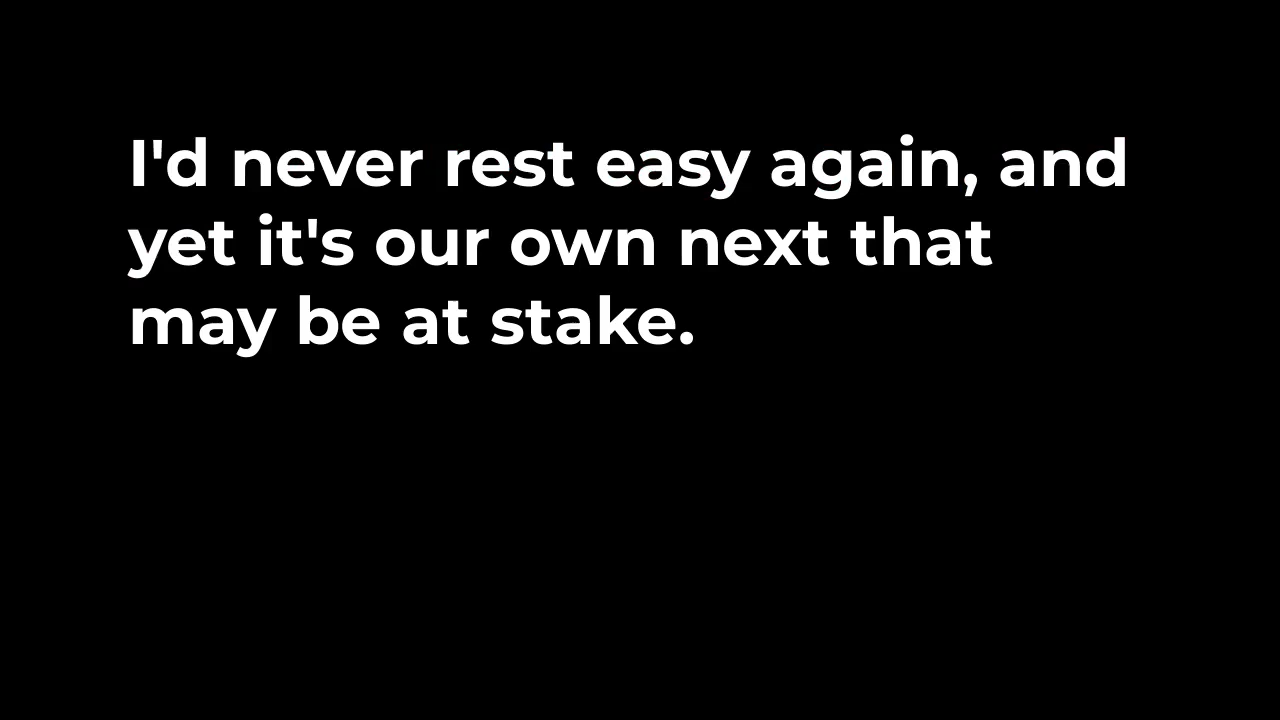 I'd never rest easy again, and
yet it's our own next that
may be at stake.